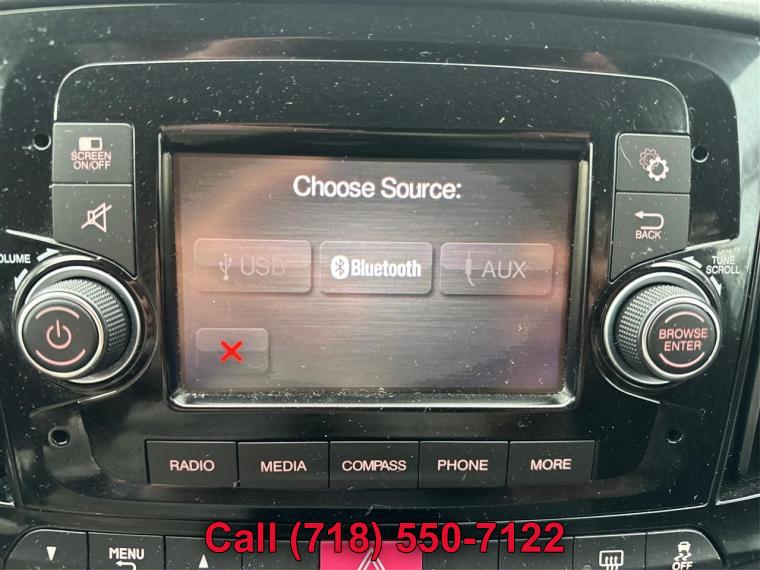 SCREEN
ON/OFF
Choose Source:
USB
Bluetooth
AUX
BACK
VOLUME
TUNE
SCROLL
BROWSE
ENTER
RADIO
MEDIA
COMPASS
PHONE
MORE
Call (718) 550-7122
MENU
OFF